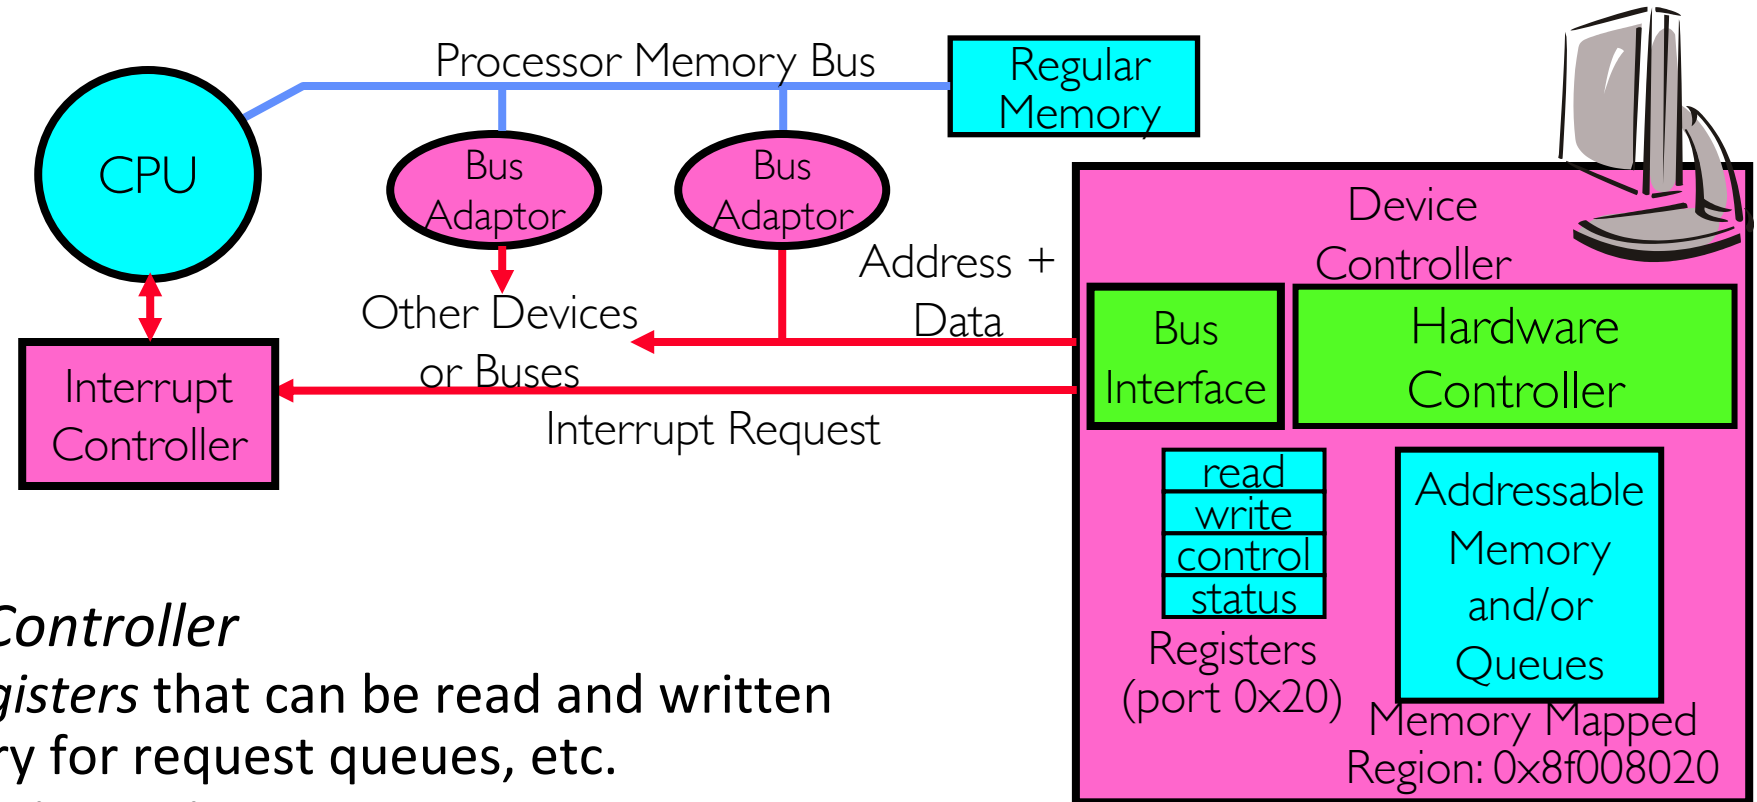 Processor Memory Bus
Regular
Memory
CPU
Bus
Adaptor
Bus
Adaptor
Device
Controller
Address +
Data
Other Devices
or Buses
Bus
Interface
Hardware
Controller
Interrupt
Controller
Interrupt Request
read
write
control
status
Registers
(port 0x20)
Addressable
Memory
and/or
Queues
Memory Mapped
Region: 0x8f008020
Controller
gisters that can be read and written
ry for request queues, etc.